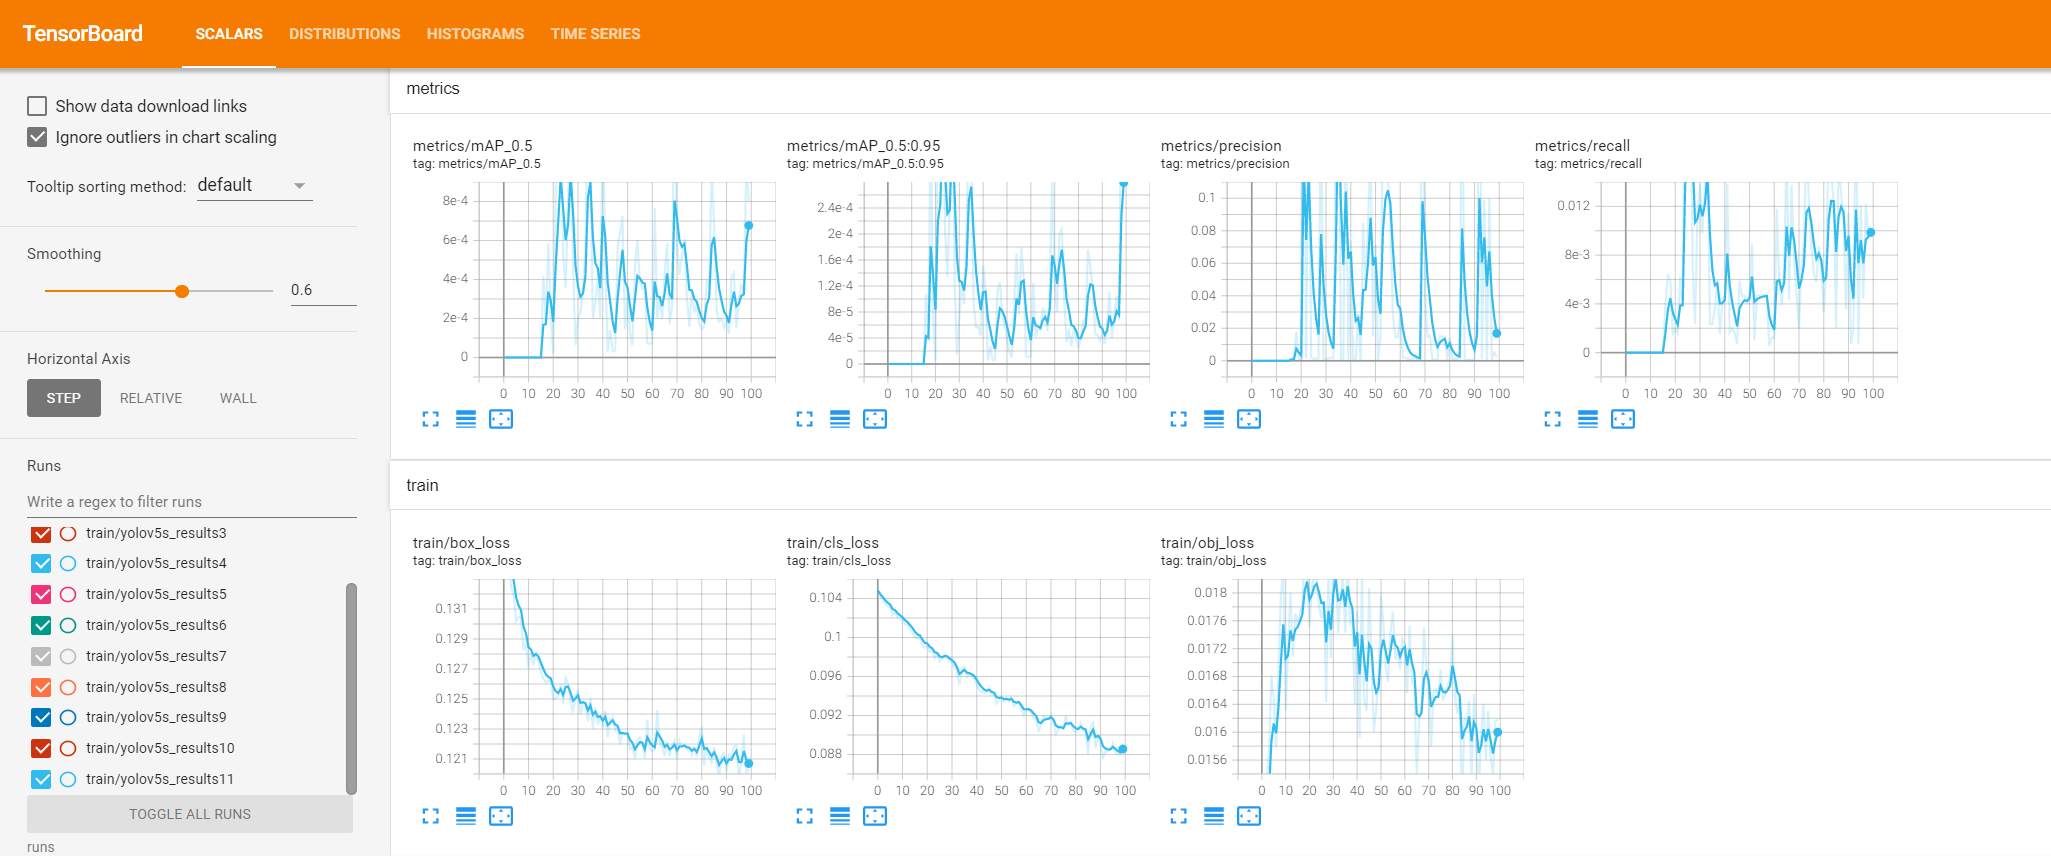 TensorBoard SCALARS DISTRIBUTIONS HISTOGRAMS TIME SERIES
Show data download links
Ignore outliers in chart scaling
Tooltip sorting method: default
Smoothing
0.6
Horizontal Axis
STEP RELATIVE WALL
Runs
Write a regex to filter runs
train/yolov5s_results3
train/yolov5s_results4
train/yolov5s_results5
train/yolov5s_results6
train/yolov5s_results7
train/yolov5s_results8
train/yolov5s_results9
train/yolov5s_results10
train/yolov5s_results11
TOGGLE ALL RUNS
runs
metrics
metrics/mAP_0.5
tag: metrics/mAP_0.5
8e-4
6e-4
4e-4
2e-4
0
0 10 20 30 40 50 60 70 80 90 100
metrics/mAP_0.5:0.95
tag: metrics/mAP_0.5:0.95
2.4e-4
2e-4
1.6e-4
1.2e-4
8e-5
4e-5
0
0 10 20 30 40 50 60 70 80 90 100
metrics/precision
tag: metrics/precision
0.1
0.08
0.06
0.04
0.02
0
0 10 20 30 40 50 60 70 80 90 100
metrics/recall
tag: metrics/recall
0.012
8e-3
4e-3
0
0 10 20 30 40 50 60 70 80 90 100
train
train/box_loss
tag: train/box_loss
0.131
0.129
0.127
0.125
0.123
0.121
0 10 20 30 40 50 60 70 80 90 100
train/cls_loss
tag: train/cls_loss
0.104
0.1
0.096
0.092
0.088
0 10 20 30 40 50 60 70 80 90 100
train/obj_loss
tag: train/obj_loss
0.018
0.0176
0.0172
0.0168
0.0164
0.016
0.0156
0 10 20 30 40 50 60 70 80 90 100